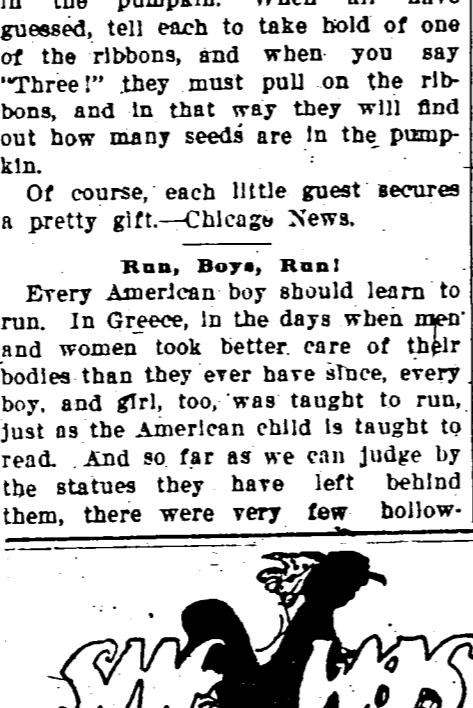 in the pumpkin. When all have
guessed, tell each to take hold of one
of the ribbons, and when you say
"Three!" they must pull on the rib-
bons, and in that way they will find
out how many seeds are in the pump-
kin.
Of course, each little guest secures
a pretty gift.—Chicago News.
Run, Boys, Run!
Every American boy should learn to
run. In Greece, in the days when men
and women took better care of their
bodies than they ever have since, every
boy, and girl, too, was taught to run,
just as the American child is taught to
read. And so far as we can judge by
the statues they have left behind
them, there were very few hollow-